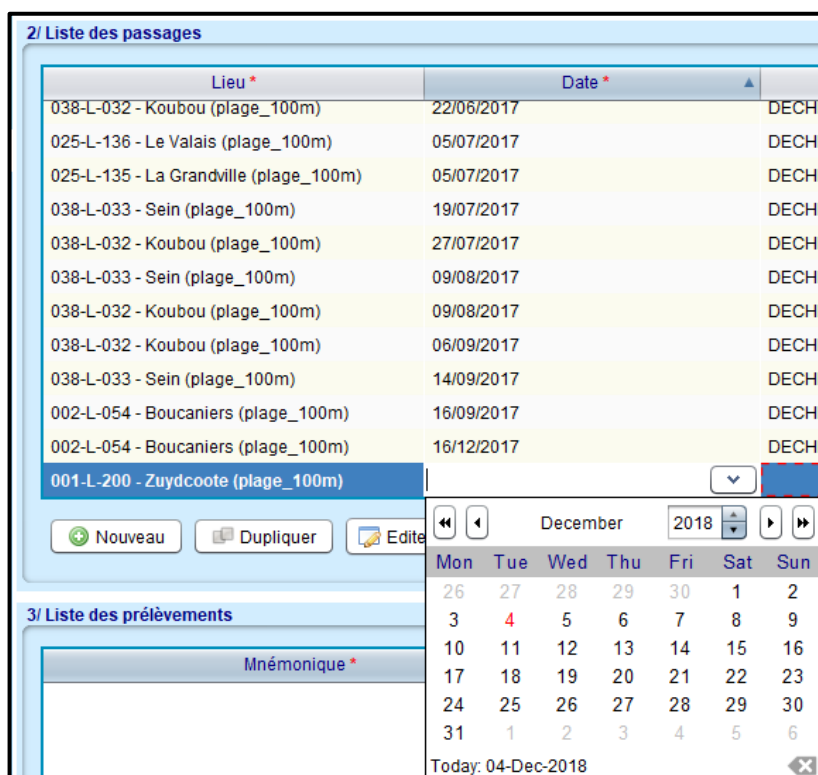 2/ Liste des passages
Lieu * Date *
038-L-032 - Koubou (plage_100m) 22/06/2017 DECH
025-L-136 - Le Valais (plage_100m) 05/07/2017 DECH
025-L-135 - La Grandville (plage_100m) 05/07/2017 DECH
038-L-033 - Sein (plage_100m) 19/07/2017 DECH
038-L-032 - Koubou (plage_100m) 27/07/2017 DECH
038-L-033 - Sein (plage_100m) 09/08/2017 DECH
038-L-032 - Koubou (plage_100m) 09/08/2017 DECH
038-L-032 - Koubou (plage_100m) 06/09/2017 DECH
038-L-033 - Sein (plage_100m) 14/09/2017 DECH
002-L-054 - Boucaniers (plage_100m) 16/09/2017 DECH
002-L-054 - Boucaniers (plage_100m) 16/12/2017 DECH
001-L-200 - Zuydcoote (plage_100m)
Nouveau Dupliquer Edite
December 2018
Mon Tue Wed Thu Fri Sat Sun
26 27 28 29 30 1 2
3 4 5 6 7 8 9
10 11 12 13 14 15 16
17 18 19 20 21 22 23
24 25 26 27 28 29 30
31 1 2 3 4 5 6
Today: 04-Dec-2018
3/ Liste des prélèvements
Mnémonique *